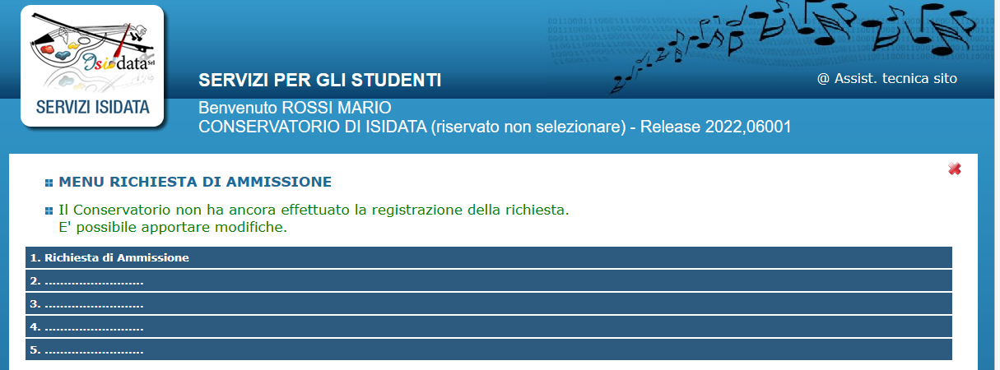 Isidata Srl
SERVIZI ISIDATA
SERVIZI PER GLI STUDENTI
@ Assist. tecnica sito
Benvenuto ROSSI MARIO
CONSERVATORIO DI ISIDATA (riservato non selezionare) - Release 2022,06001
MENU RICHIESTA DI AMMISSIONE
Il Conservatorio non ha ancora effettuato la registrazione della richiesta.
E' possibile apportare modifiche.
1. Richiesta di Ammissione
2. ..........................
3. ..........................
4. ..........................
5. ..........................